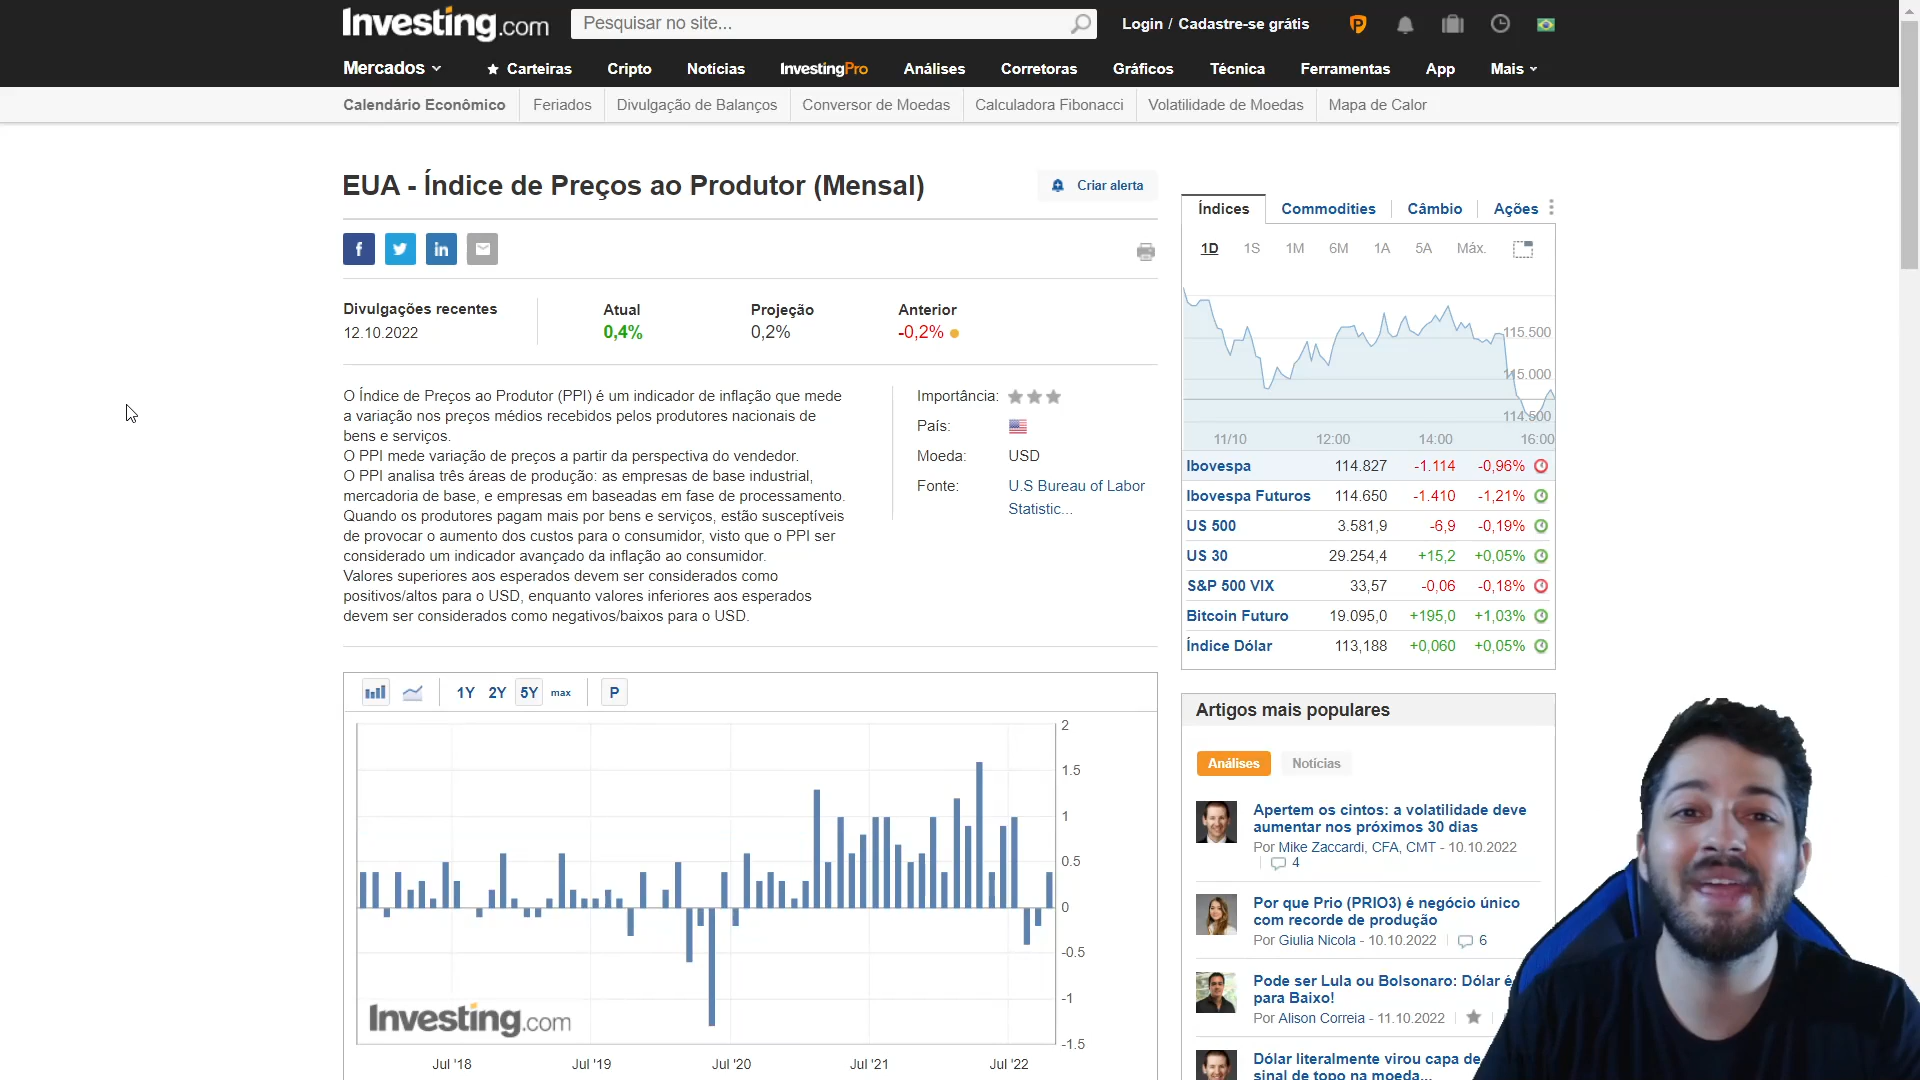 Investing.com
Pesquisar no site...
Login / Cadastre-se grátis
Mercados
Carteiras
Cripto
Notícias
InvestingPro
Análises
Corretoras
Gráficos
Técnica
Ferramentas
App
Mais
Calendário Econômico
Feriados
Divulgação de Balanços
Conversor de Moedas
Calculadora Fibonacci
Volatilidade de Moedas
Mapa de Calor
EUA - Índice de Preços ao Produtor (Mensal)
Criar alerta
Divulgações recentes
12.10.2022
Atual
0,4%
Projeção
0,2%
Anterior
-0,2%
O Índice de Preços ao Produtor (PPI) é um indicador de inflação que mede
a variação nos preços médios recebidos pelos produtores nacionais de
bens e serviços.
O PPI mede variação de preços a partir da perspectiva do vendedor.
O PPI analisa três áreas de produção: as empresas de base industrial,
mercadoria de base, e empresas em baseadas em fase de processamento.
Quando os produtores pagam mais por bens e serviços, estão susceptíveis
de provocar o aumento dos custos para o consumidor, visto que o PPI ser
considerado um indicador avançado da inflação ao consumidor.
Valores superiores aos esperados devem ser considerados como
positivos/altos para o USD, enquanto valores inferiores aos esperados
devem ser considerados como negativos/baixos para o USD.
Importância:
País:
Moeda: USD
Fonte: U.S Bureau of Labor
Statistic...
1Y 2Y 5Y max P
2
1.5
1
0.5
0
-0.5
-1
-1.5
Investing.com
Jul '18 Jul '19 Jul '20 Jul '21 Jul '22
Índices
Commodities
Câmbio
Ações
1D 1S 1M 6M 1A 5A Máx.
115.500
115.000
114.500
11/10 12:00 14:00 16:00
Ibovespa 114.827 -1.114 -0,96%
Ibovespa Futuros 114.650 -1.410 -1,21%
US 500 3.581,9 -6,9 -0,19%
US 30 29.254,4 +15,2 +0,05%
S&P 500 VIX 33,57 -0,06 -0,18%
Bitcoin Futuro 19.095,0 +195,0 +1,03%
Índice Dólar 113,188 +0,060 +0,05%
Artigos mais populares
Análises
Notícias
Apertem os cintos: a volatilidade deve
aumentar nos próximos 30 dias
Por Mike Zaccardi, CFA, CMT - 10.10.2022
4
Por que Prio (PRIO3) é negócio único
com recorde de produção
Por Giulia Nicola - 10.10.2022 6
Pode ser Lula ou Bolsonaro: Dólar é
para Baixo!
Por Alison Correia - 11.10.2022
Dólar literalmente virou capa de
sinal de topo na moeda...